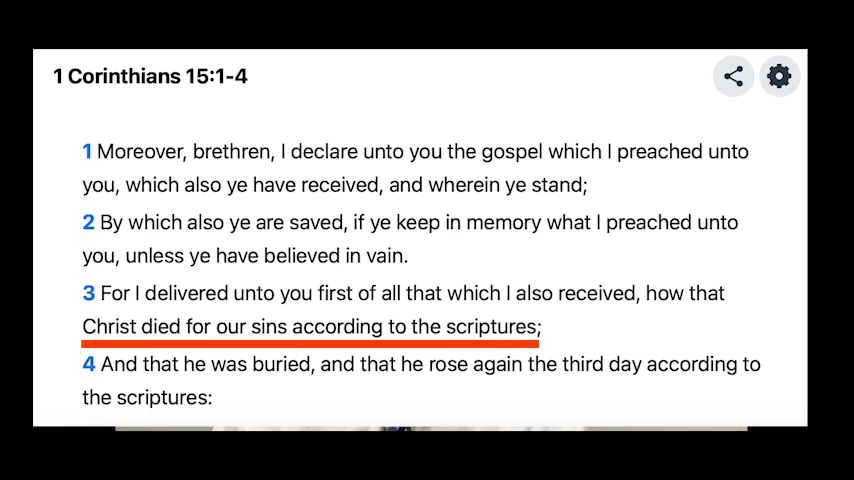 1 Corinthians 15:1-4
1 Moreover, brethren, I declare unto you the gospel which I preached unto
you, which also ye have received, and wherein ye stand;
2 By which also ye are saved, if ye keep in memory what I preached unto
you, unless ye have believed in vain.
3 For I delivered unto you first of all that which I also received, how that
Christ died for our sins according to the scriptures;
4 And that he was buried, and that he rose again the third day according to
the scriptures: